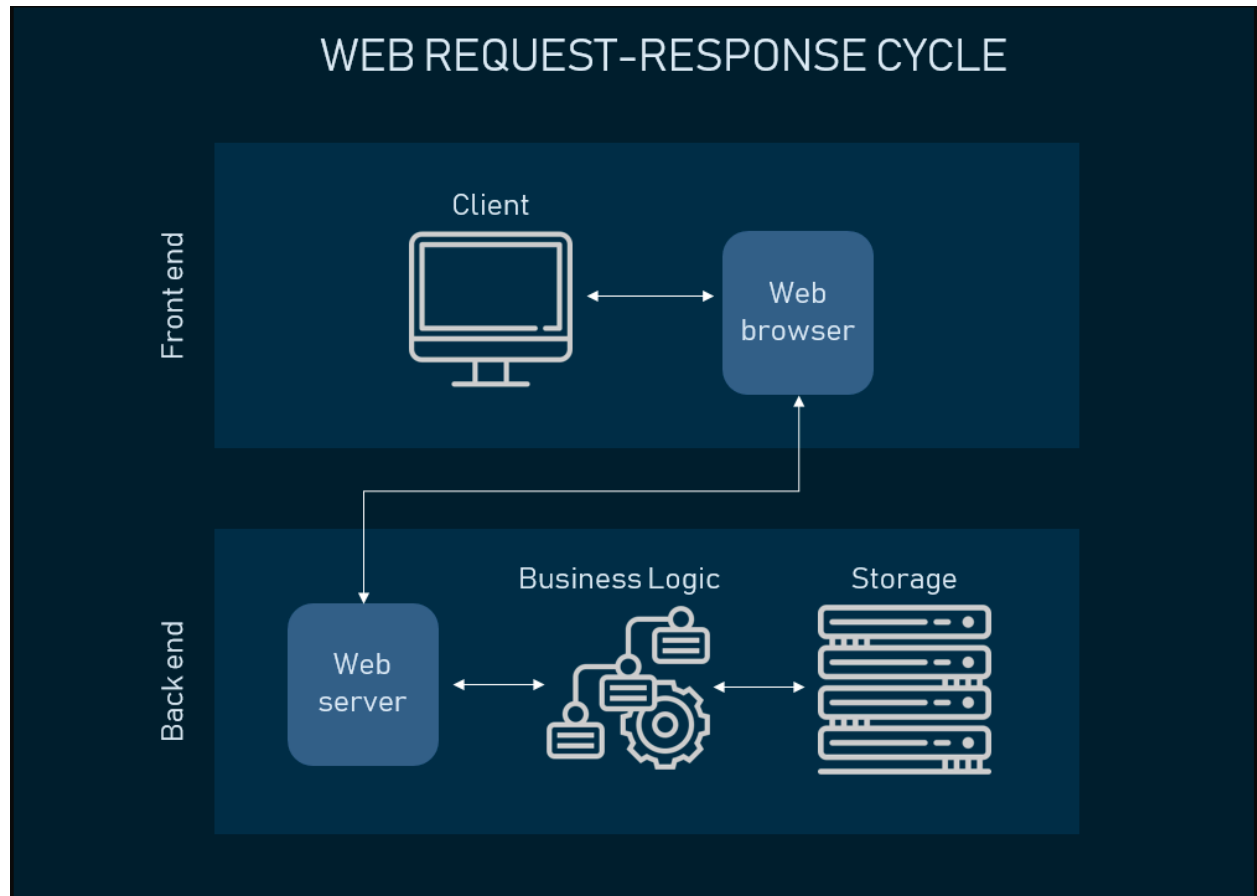 WEB REQUEST-RESPONSE CYCLE
Front end
Client
Web
browser
Back end
Web
server
Business Logic
Storage